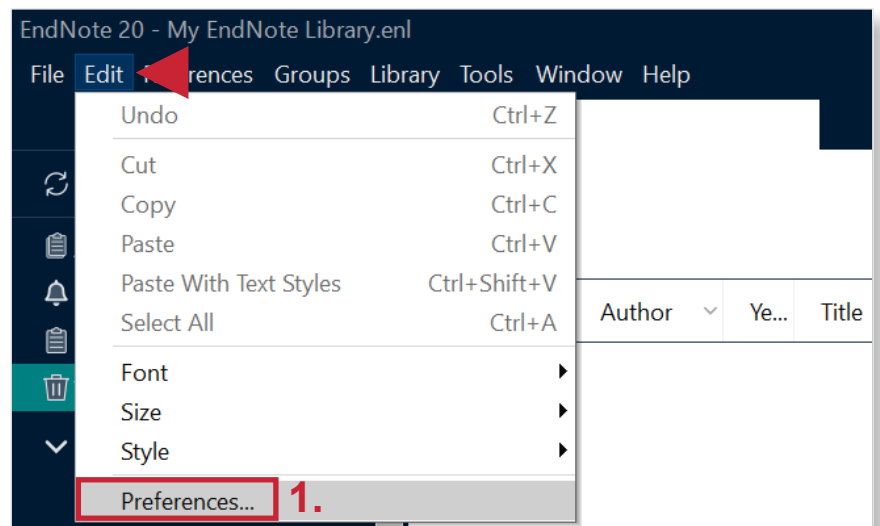 EndNote 20 - My EndNote Library.enl
File Edit rences Groups Library Tools Window Help
Undo Ctrl+Z
Cut Ctrl+X
Copy Ctrl+C
Paste Ctrl+V
Paste With Text Styles Ctrl+Shift+V
Select All Ctrl+A
Author Ye... Title
Font
Size
Style
Preferences... 1.